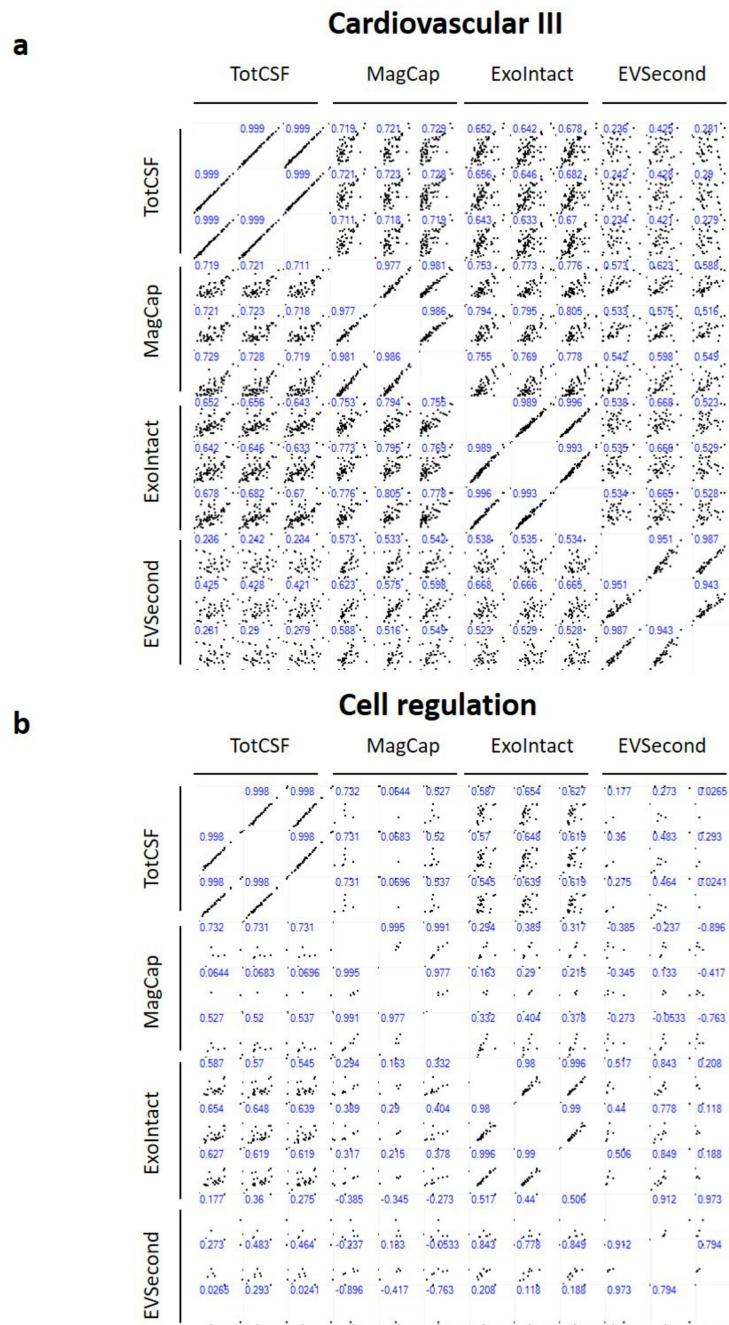 Cardiovascular III
a
TotCSF MagCap ExoIntact EVSecond
TotCSF
0.999 0.999 0.719 0.721 0.729 0.652 0.642 0.678 0.236 0.425 0.281
0.999 0.999 0.721 0.723 0.728 0.656 0.646 0.682 0.242 0.428 0.29
0.999 0.999 0.711 0.718 0.719 0.643 0.633 0.67 0.234 0.421 0.279
MagCap
0.719 0.721 0.711 0.977 0.981 0.753 0.773 0.776 0.573 0.623 0.588
0.721 0.723 0.718 0.977 0.986 0.794 0.795 0.805 0.533 0.575 0.516
0.729 0.728 0.719 0.981 0.986 0.755 0.769 0.778 0.542 0.598 0.549
ExoIntact
0.652 0.656 0.643 0.753 0.794 0.755 0.989 0.996 0.538 0.668 0.523
0.642 0.646 0.633 0.773 0.795 0.769 0.989 0.993 0.535 0.666 0.529
0.678 0.682 0.67 0.776 0.805 0.778 0.996 0.993 0.534 0.665 0.528
EVSecond
0.236 0.242 0.234 0.573 0.533 0.542 0.538 0.535 0.534 0.951 0.987
0.425 0.428 0.421 0.623 0.575 0.598 0.668 0.666 0.665 0.951 0.943
0.281 0.29 0.279 0.588 0.516 0.549 0.523 0.529 0.528 0.987 0.943
Cell regulation
b
TotCSF MagCap ExoIntact EVSecond
TotCSF
0.998 0.998 0.732 0.0644 0.527 0.587 0.654 0.627 0.177 0.273 0.0265
0.998 0.998 0.731 0.0683 0.52 0.57 0.648 0.619 0.36 0.483 0.293
0.998 0.998 0.731 0.0696 0.537 0.545 0.639 0.619 0.275 0.464 0.0241
MagCap
0.732 0.731 0.731 0.995 0.991 0.294 0.389 0.317 -0.385 -0.237 -0.896
0.0644 0.0683 0.0696 0.995 0.977 0.163 0.29 0.215 -0.345 0.133 -0.417
0.527 0.52 0.537 0.991 0.977 0.332 0.404 0.378 -0.273 -0.0533 -0.763
ExoIntact
0.587 0.57 0.545 0.294 0.163 0.332 0.98 0.996 0.517 0.843 0.208
0.654 0.648 0.639 0.389 0.29 0.404 0.98 0.99 0.44 0.778 0.118
0.627 0.619 0.619 0.317 0.215 0.378 0.996 0.99 0.506 0.849 0.188
EVSecond
0.177 0.36 0.275 -0.385 -0.345 -0.273 0.517 0.44 0.506 0.912 0.973
0.273 0.483 0.464 -0.237 0.133 -0.0533 0.843 0.778 0.849 0.912 0.794
0.0265 0.293 0.0241 -0.896 -0.417 -0.763 0.208 0.118 0.188 0.973 0.794